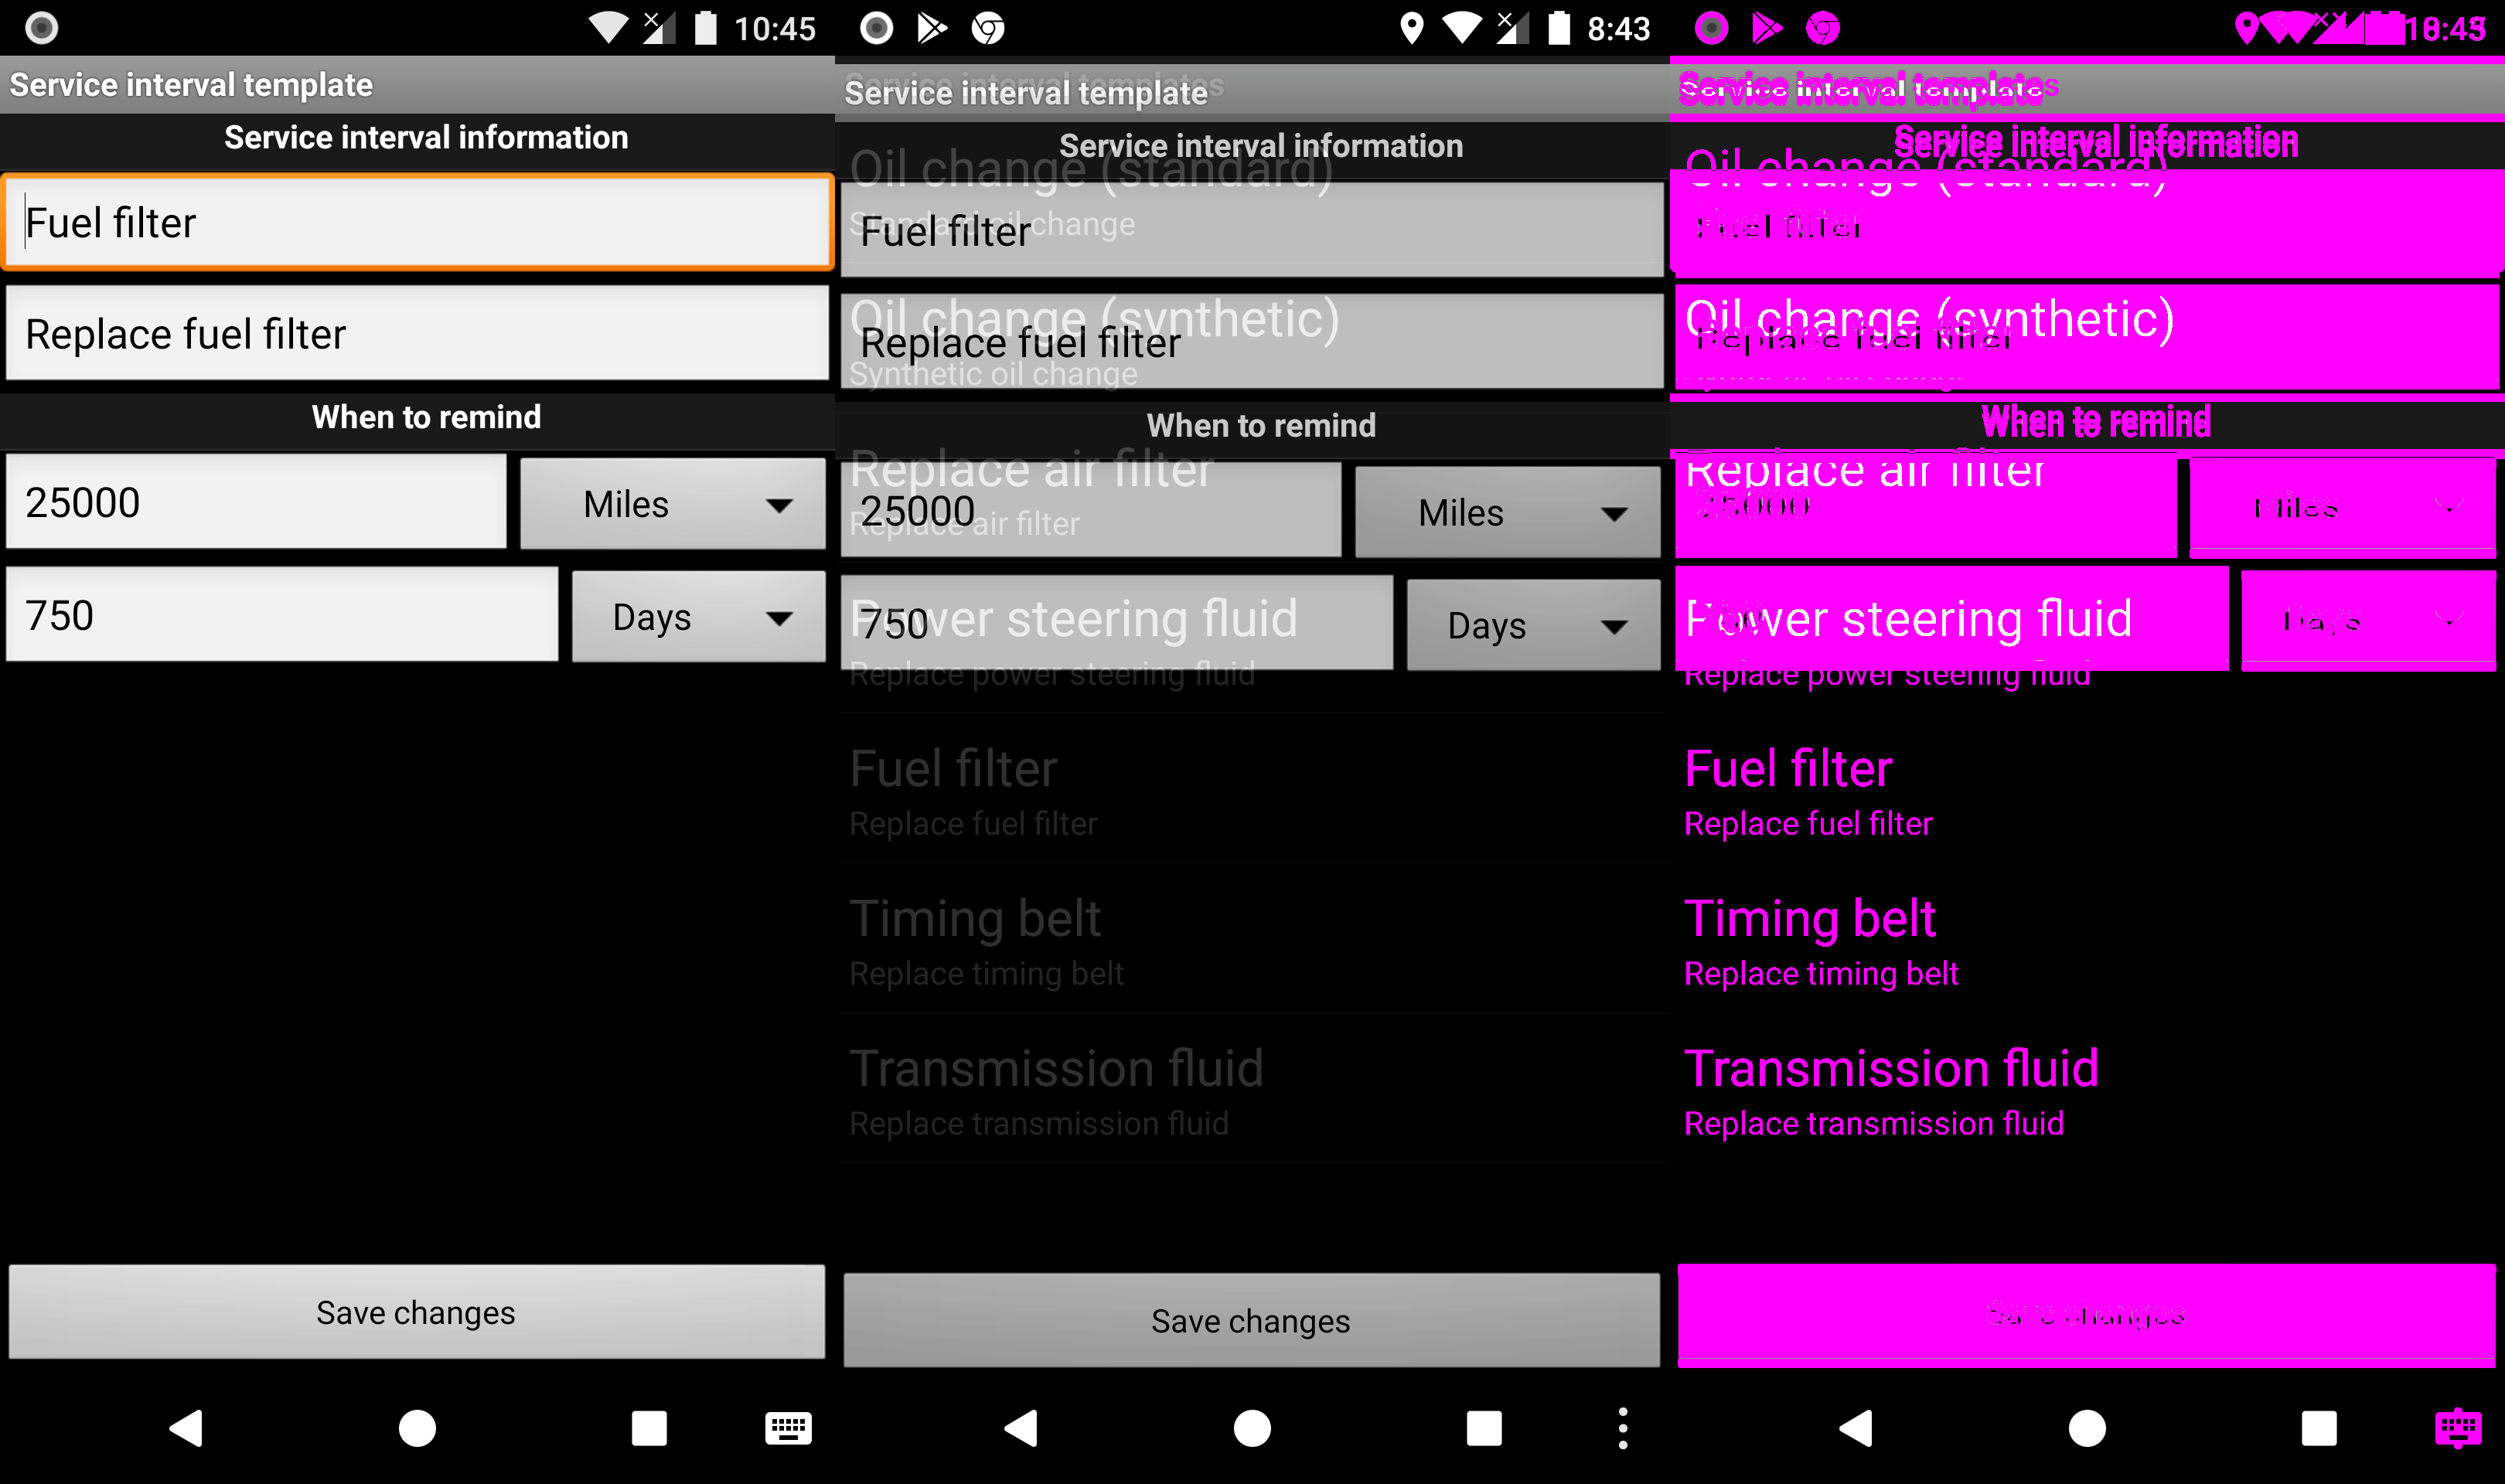 10:45
Service interval template
Service interval information
Fuel filter
Replace fuel filter
When to remind
25000 Miles
750 Days
Save changes
8:43
Service interval templates
Service interval template
Service interval information
Oil change (standard)
Standard oil change
Fuel filter
Oil change (synthetic)
Replace fuel filter
Synthetic oil change
When to remind
Replace air filter
25000 Miles
Replace air filter
Power steering fluid
750 Days
Replace power steering fluid
Fuel filter
Replace fuel filter
Timing belt
Replace timing belt
Transmission fluid
Replace transmission fluid
Save changes
Service interval templates
Service interval template
Service interval information
Oil change (standard)
Fuel filter
Oil change (synthetic)
Replace fuel filter
When to remind
Replace air filter
25000 Miles
Power steering fluid
Days
Replace power steering fluid
Fuel filter
Replace fuel filter
Timing belt
Replace timing belt
Transmission fluid
Replace transmission fluid
Save changes